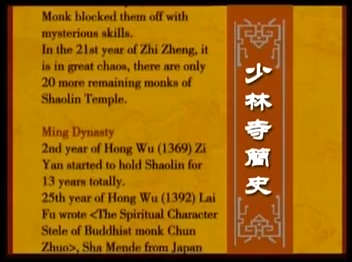 Monk blocked them off with
mysterious skills.
In the 21st year of Zhi Zheng, it
is in great chaos, there are only
20 more remaining monks of
Shaolin Temple.
Ming Dynasty
2nd year of Hong Wu (1369) Zi
Yan started to hold Shaolin for
13 years totally.
25th year of Hong Wu (1392) Lai
Fu wrote <The Spiritual Character
Stele of Buddhist monk Chun
Zhuo>, Sha Mende from Japan
少林寺簡史